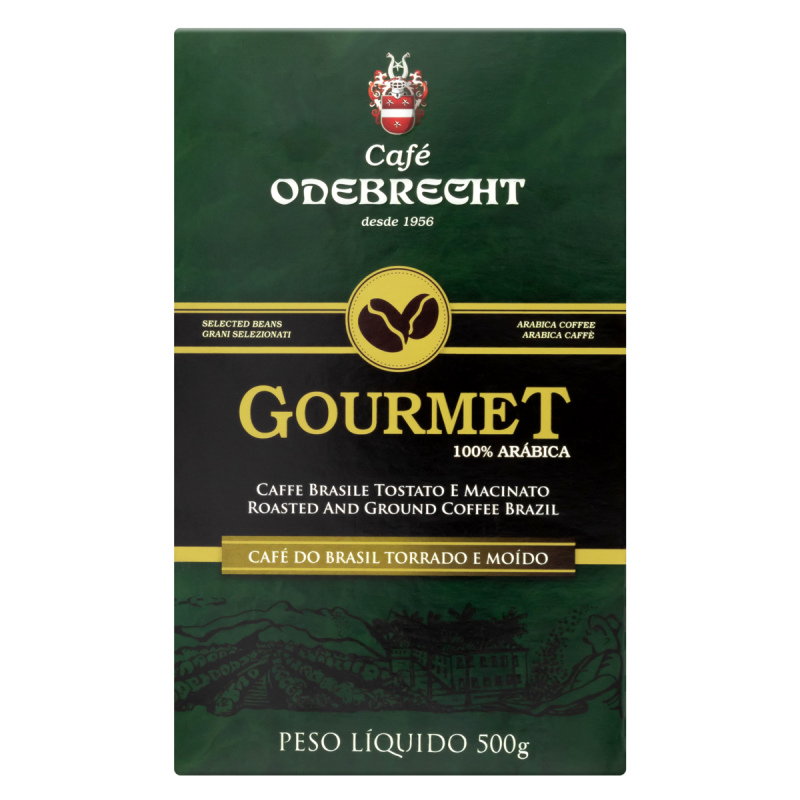 Café
ODEBRECHT
desde 1956
SELECTED BEANS
GRANI SELEZIONATI
ARABICA COFFEE
ARABICA CAFFÈ
GOURMET
100% ARÁBICA
CAFFE BRASILE TOSTATO E MACINATO
ROASTED AND GROUND COFFEE BRAZIL
CAFÉ DO BRASIL TORRADO E MOÍDO
PESO LÍQUIDO 500g